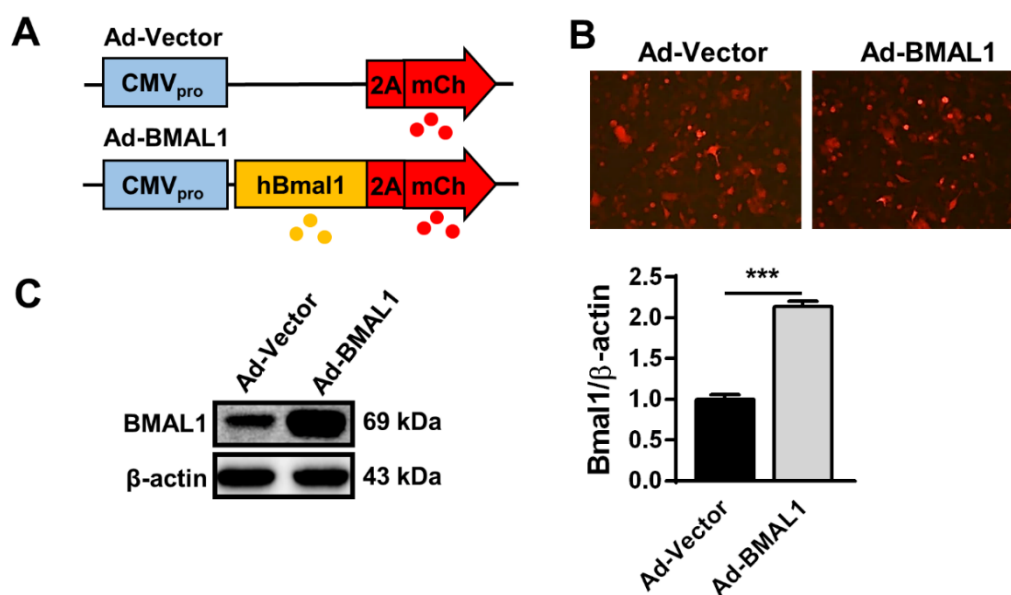 A
Ad-Vector
CMVpro
2A mCh
Ad-BMAL1
CMVpro hBmal1 2A mCh
B
Ad-Vector Ad-BMAL1
C
Ad-Vector Ad-BMAL1
BMAL1 69 kDa
β-actin 43 kDa
Bmal1/β-actin
***
2.5
2.0
1.5
1.0
0.5
0.0
Ad-Vector Ad-BMAL1